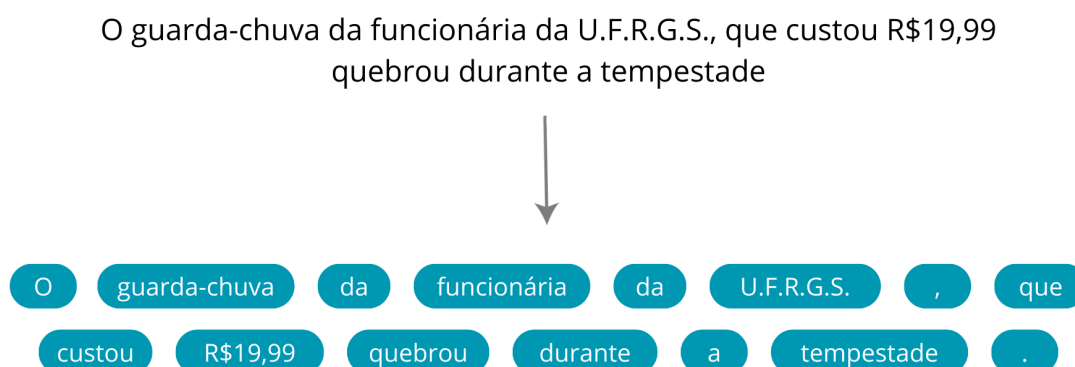 O guarda-chuva da funcionária da U.F.R.G.S., que custou R$19,99
quebrou durante a tempestade
O guarda-chuva da funcionária da U.F.R.G.S. , que
custou R$19,99 quebrou durante a tempestade .